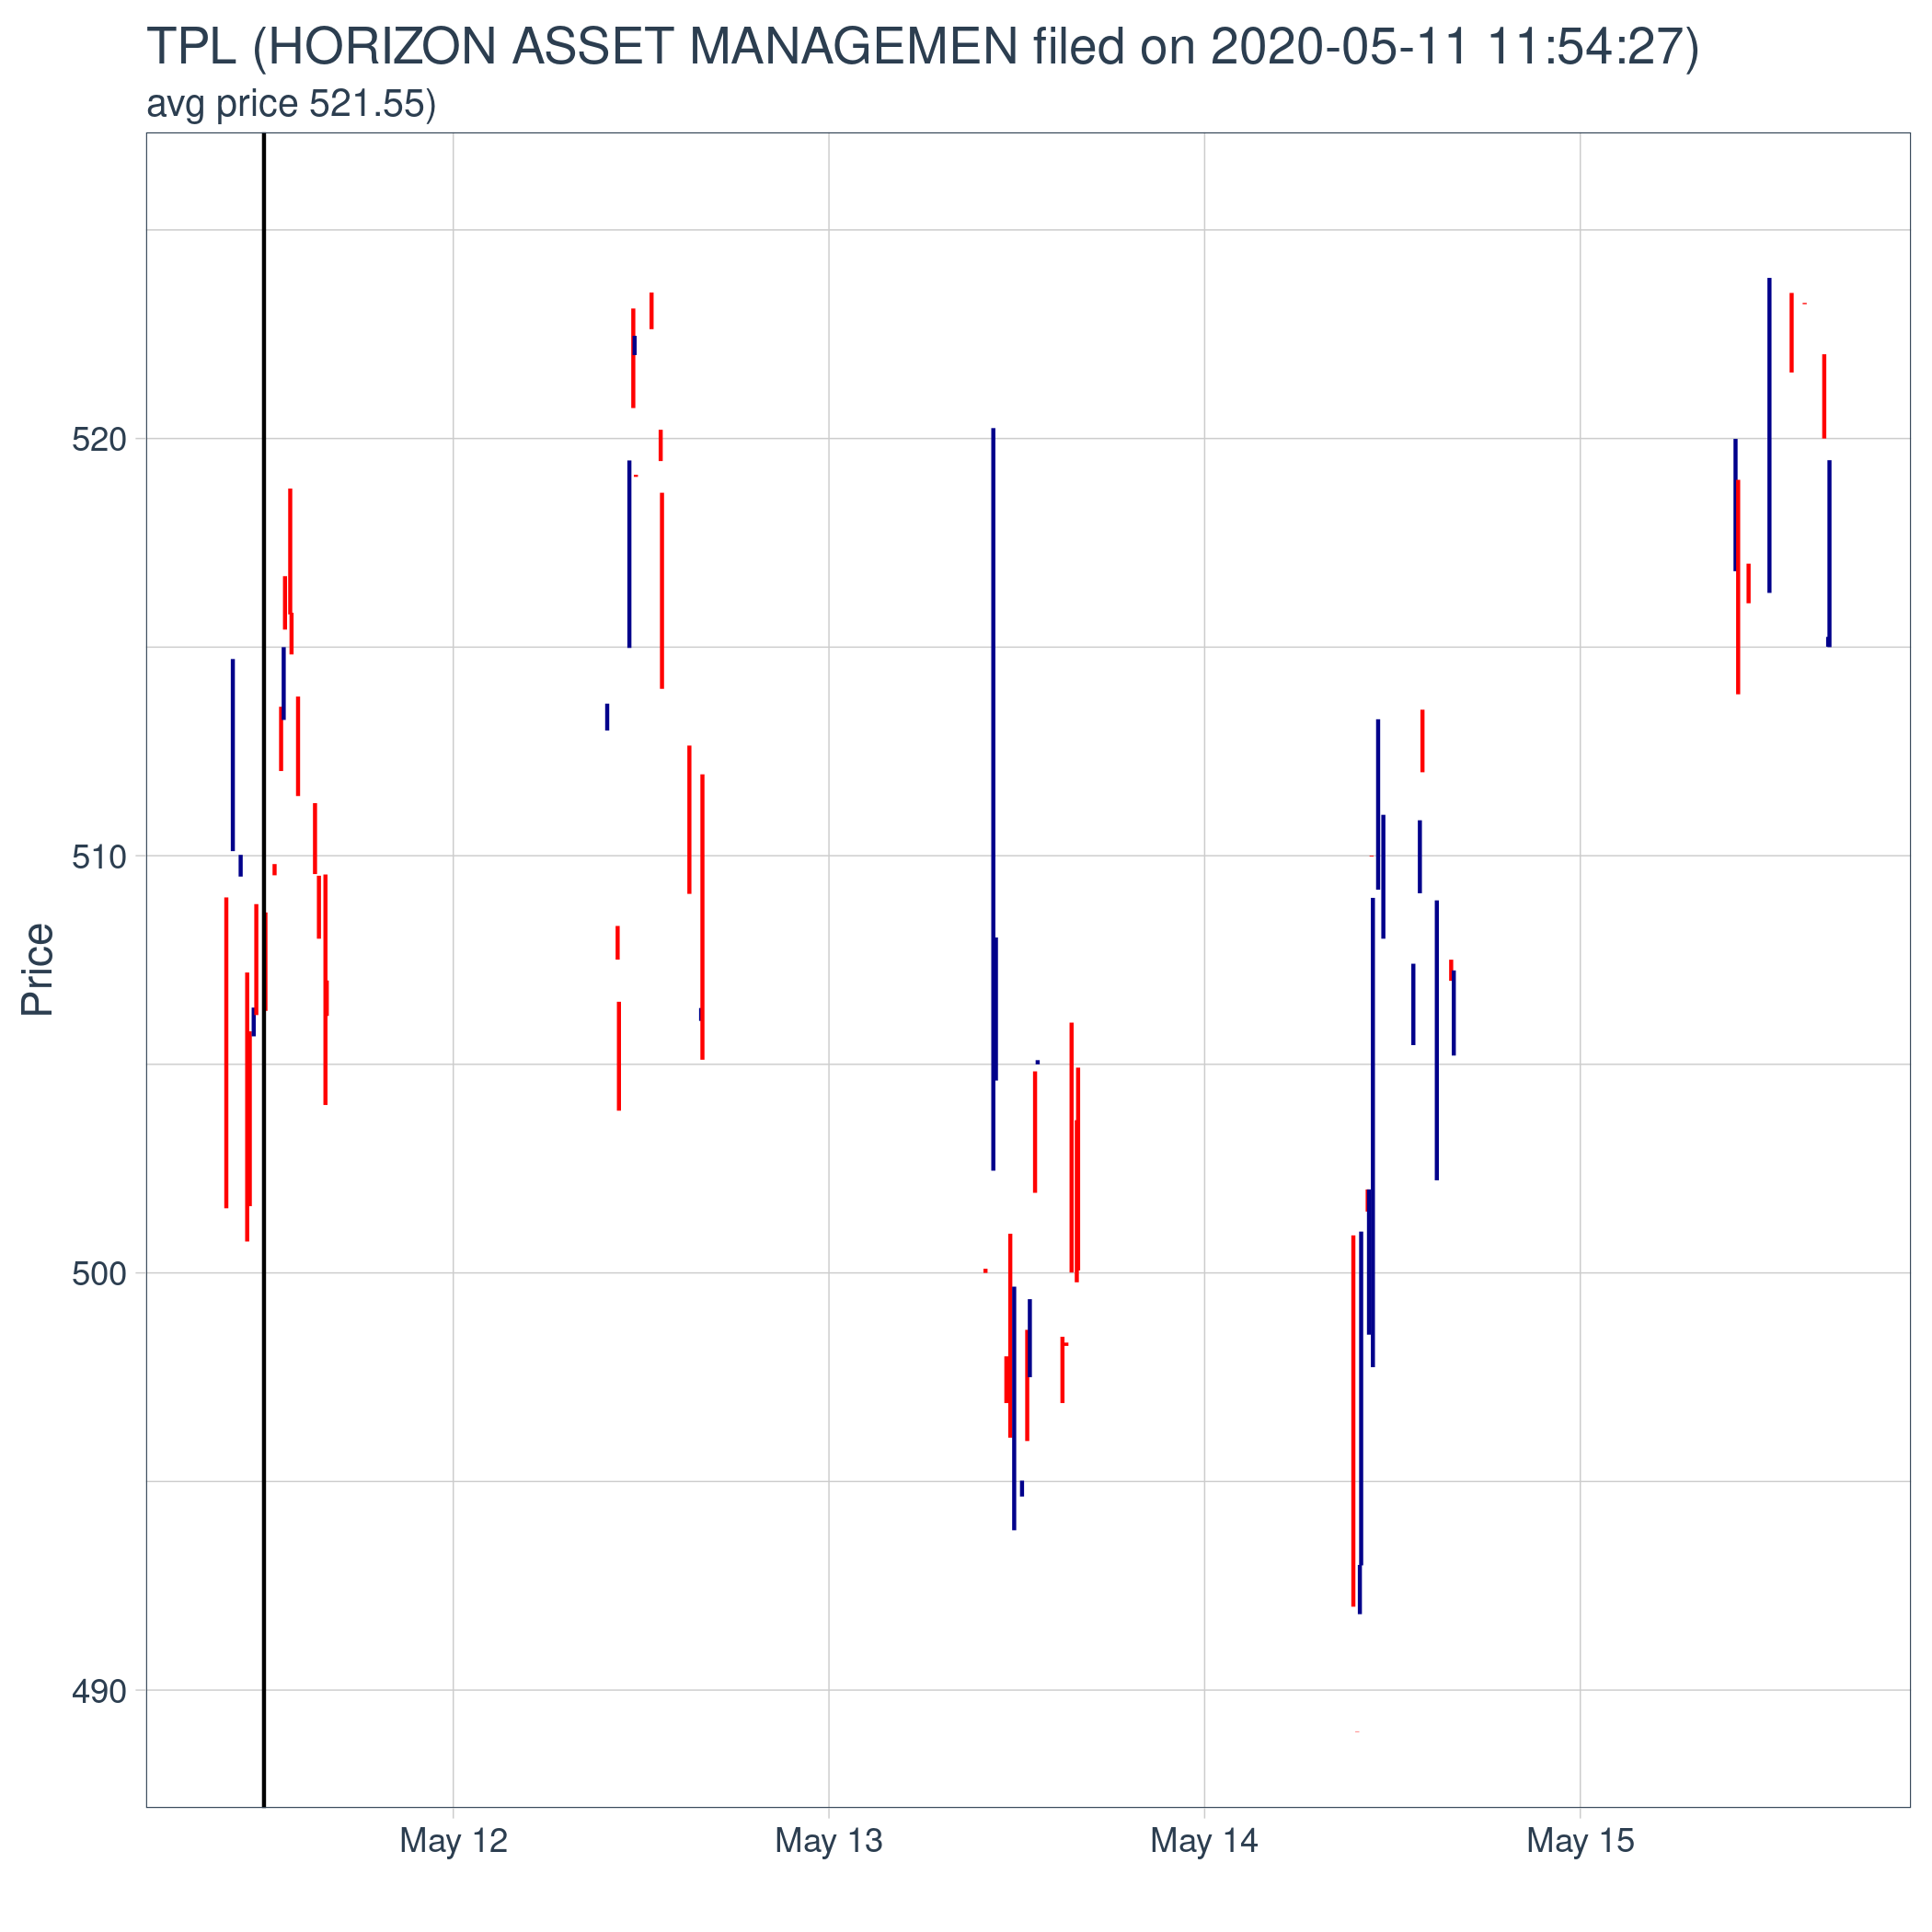 TPL (HORIZON ASSET MANAGEMEN filed on 2020-05-11 11:54:27)
avg price 521.55)
Price
520
510
500
490
May 12
May 13
May 14
May 15